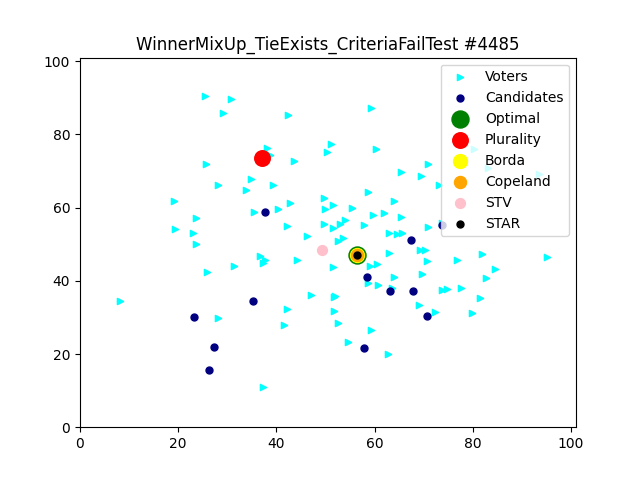 WinnerMixUp_TieExists_CriteriaFailTest #4485
100
80
60
40
20
0
0 20 40 60 80 100
Voters
Candidates
Optimal
Plurality
Borda
Copeland
STV
STAR